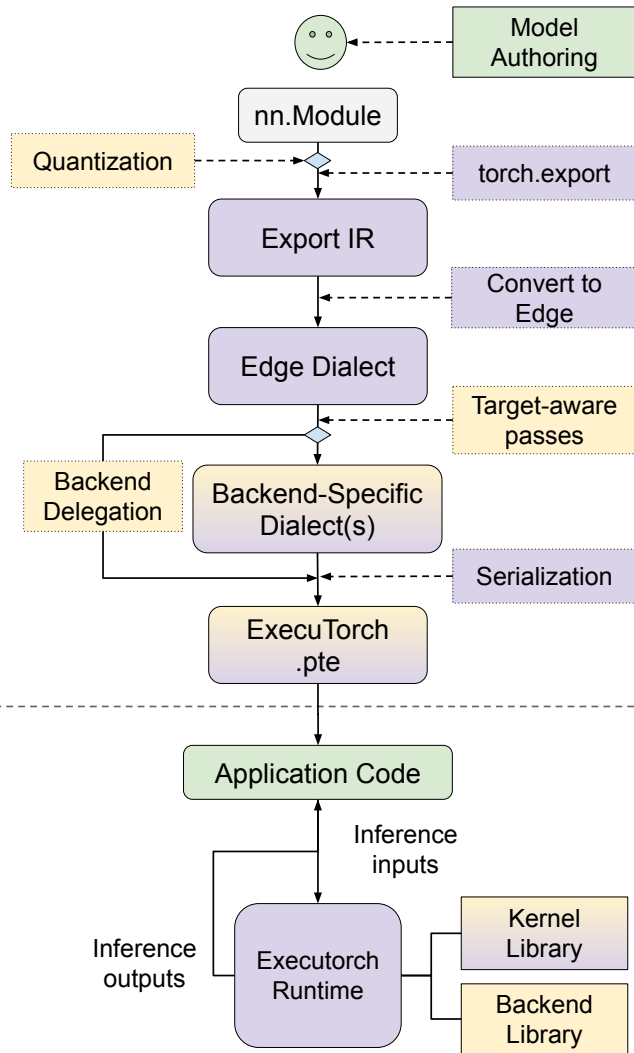 Model
Authoring
nn.Module
Quantization
torch.export
Export IR
Convert to
Edge
Edge Dialect
Target-aware
passes
Backend
Delegation
Backend-Specific
Dialect(s)
Serialization
ExecuTorch
.pte
Application Code
Inference
inputs
Inference
outputs
Executorch
Runtime
Kernel
Library
Backend
Library